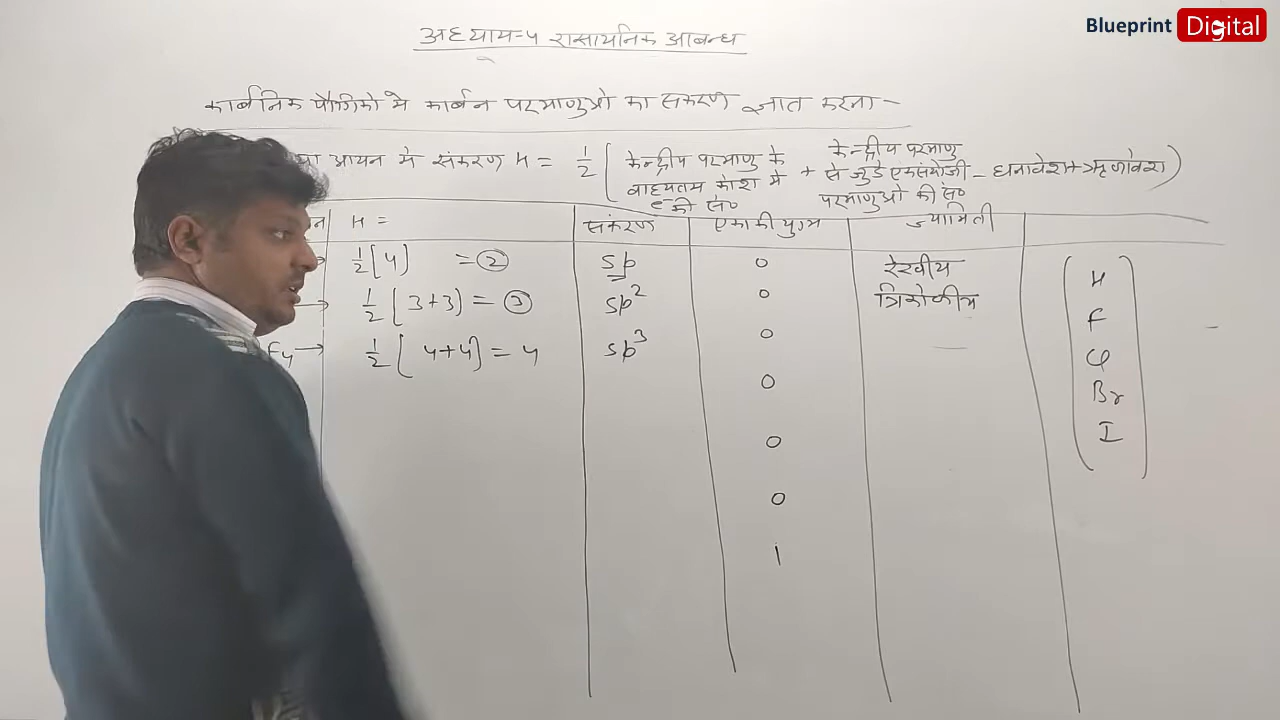 Blueprint Digital
अध्याय-4 रासायनिक आबन्ध
कार्बनिक यौगिकों में कार्बन परमाणुओं का संकरण ज्ञात करना -
या आयन में संकरण H = 1/2 ( केन्द्रीय परमाणु के बाह्यतम कोश में e⁻ की सं० + केन्द्रीय परमाणु से जुड़े एकसंयोजी परमाणुओं की सं० - धनावेश + ऋणावेश )
न H = संकरण एकाकी युग्म ज्यामिती
1/2[4] = 2 sp 0 रेखीय
→ 1/2 [3+3) = 3 sp² 0 त्रिकोणीय
F4 → 1/2 [ 4+4] = 4 sp³ 0
0
0
0
1
H
F
Cl
Br
I